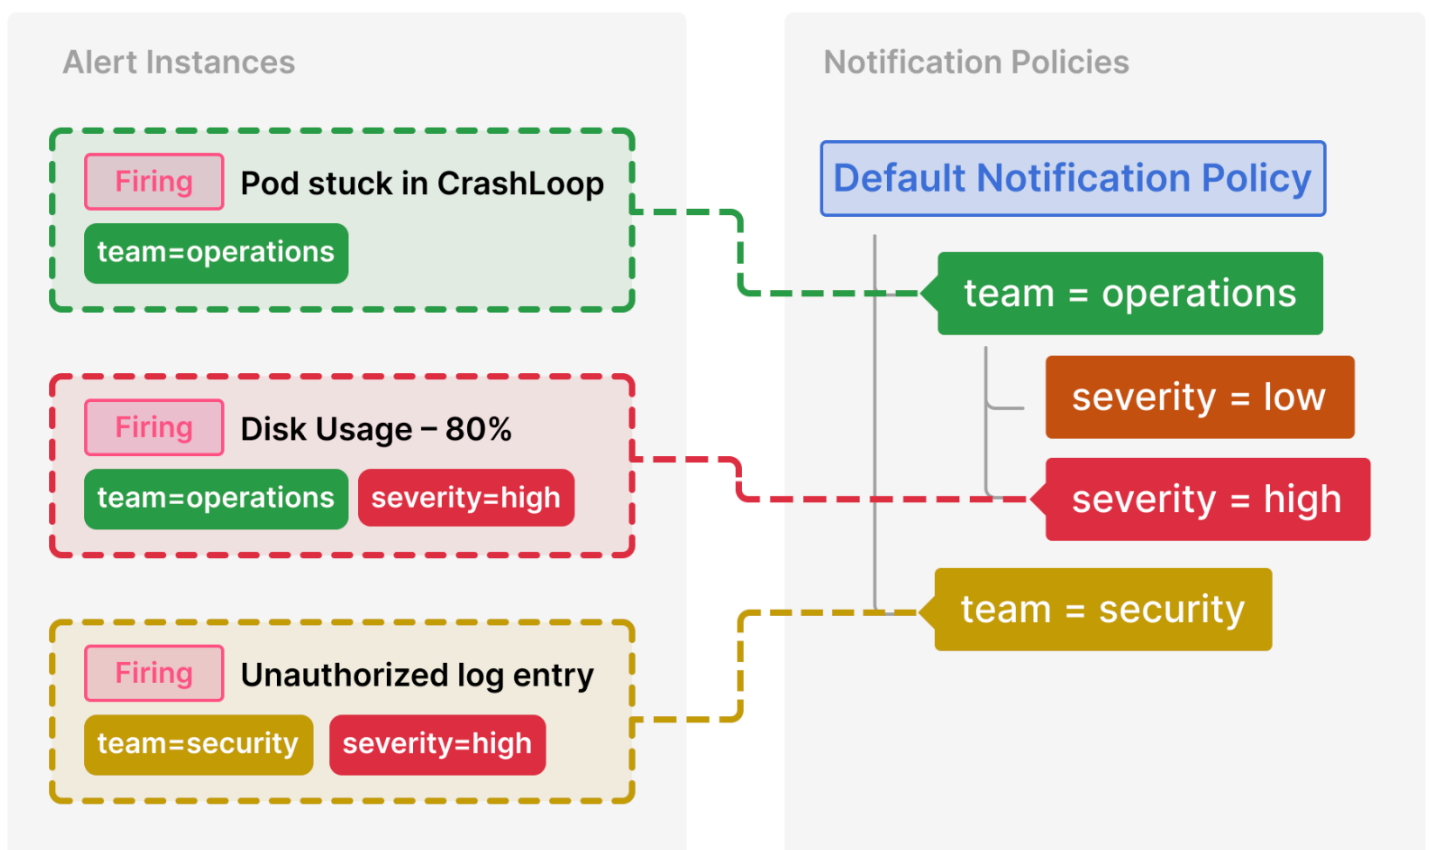 Alert Instances
Firing Pod stuck in CrashLoop
team=operations
Firing Disk Usage – 80%
team=operations severity=high
Firing Unauthorized log entry
team=security severity=high
Notification Policies
Default Notification Policy
team = operations
severity = low
severity = high
team = security